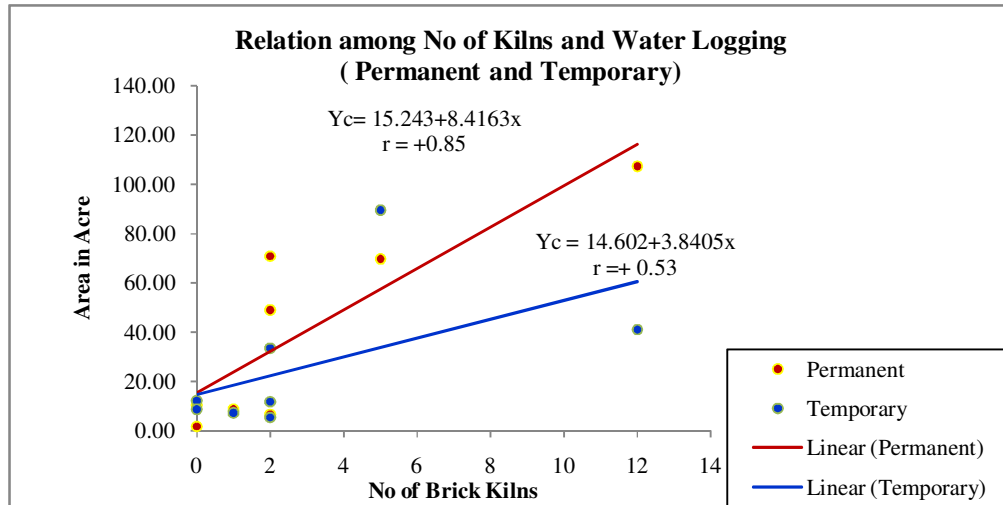 Relation among No of Kilns and Water Logging
( Permanent and Temporary)
140.00
120.00
100.00
80.00
60.00
40.00
20.00
0.00
Area in Acre
Yc= 15.243+8.4163x
r = +0.85
Yc = 14.602+3.8405x
r =+ 0.53
0 2 4 6 8 10 12 14
No of Brick Kilns
Permanent
Temporary
Linear (Permanent)
Linear (Temporary)